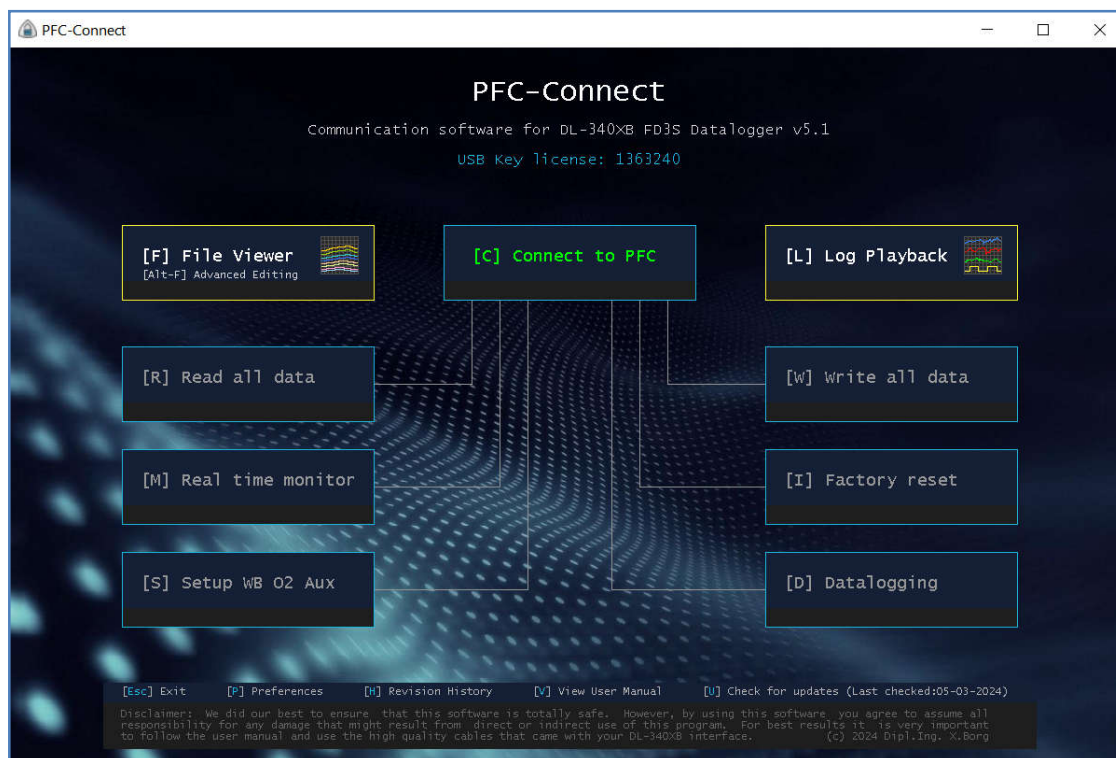 PFC-Connect
PFC-Connect
Communication software for DL-340XB FD3S Datalogger v5.1
USB Key license: 1363240
[F] File Viewer
[Alt-F] Advanced Editing
[C] Connect to PFC
[L] Log Playback
[R] Read all data
[W] Write all data
[M] Real time monitor
[I] Factory reset
[S] Setup WB O2 Aux
[D] Datalogging
[Esc] Exit [P] Preferences [H] Revision History [V] View User Manual [U] Check for updates (Last checked:05-03-2024)
Disclaimer: We did our best to ensure that this software is totally safe. However, by using this software you agree to assume all
responsibility for any damage that might result from direct or indirect use of this program. For best results it is very important
to follow the user manual and use the high quality cables that came with your DL-340XB interface. (c) 2024 Dipl.Ing. X.Borg